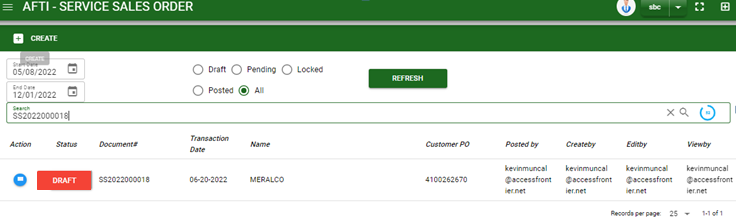 AFTI - SERVICE SALES ORDER
sbc
CREATE
CREATE
Start Date
05/08/2022
Draft
Pending
Locked
REFRESH
End Date
12/01/2022
Posted
All
Search
SS2022000018
Action
Status
Document#
Transaction
Date
Name
Customer PO
Posted by
Createby
Editby
Viewby
DRAFT
SS2022000018
06-20-2022
MERALCO
4100262670
kevinmuncal
@accessfront
ier.net
kevinmuncal
@accessfront
ier.net
kevinmuncal
@accessfront
ier.net
kevinmuncal
@accessfront
ier.net
Records per page:
25
1-1 of 1